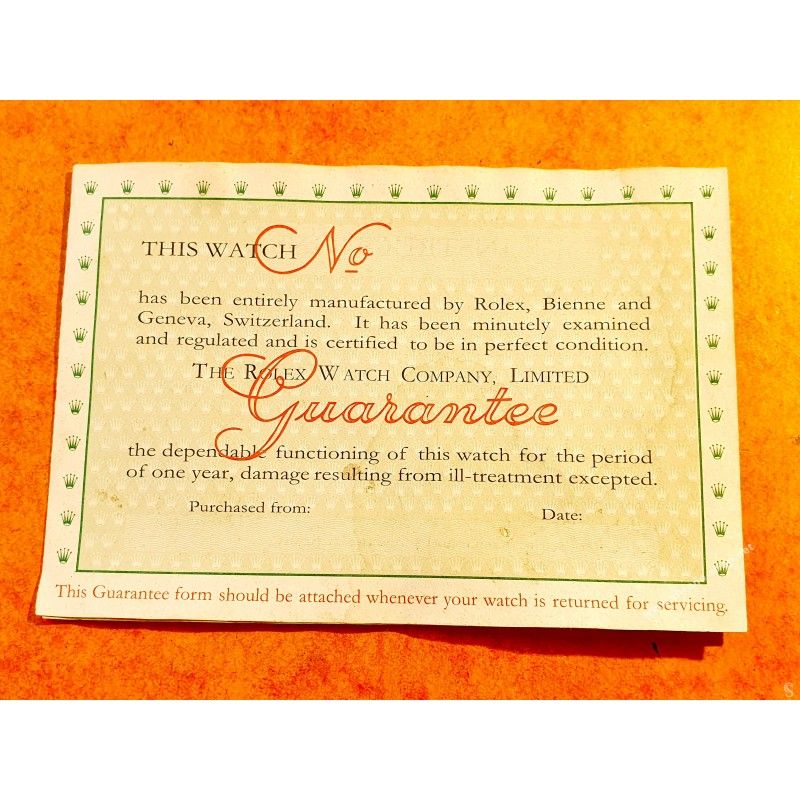 THIS WATCH No
has been entirely manufactured by Rolex, Bienne and
Geneva, Switzerland. It has been minutely examined
and regulated and is certified to be in perfect condition.
THE ROLEX WATCH COMPANY, LIMITED
Guarantee
the dependable functioning of this watch for the period
of one year, damage resulting from ill-treatment excepted.
Purchased from: Date:
This Guarantee form should be attached whenever your watch is returned for servicing.